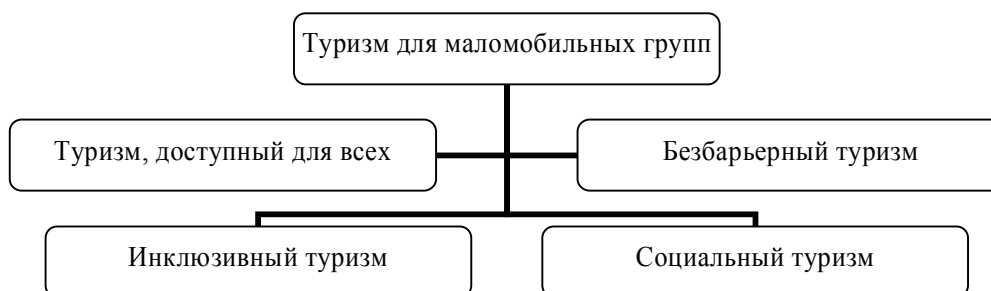 Туризм для маломобильных групп
Туризм, доступный для всех
Безбарьерный туризм
Инклюзивный туризм
Социальный туризм